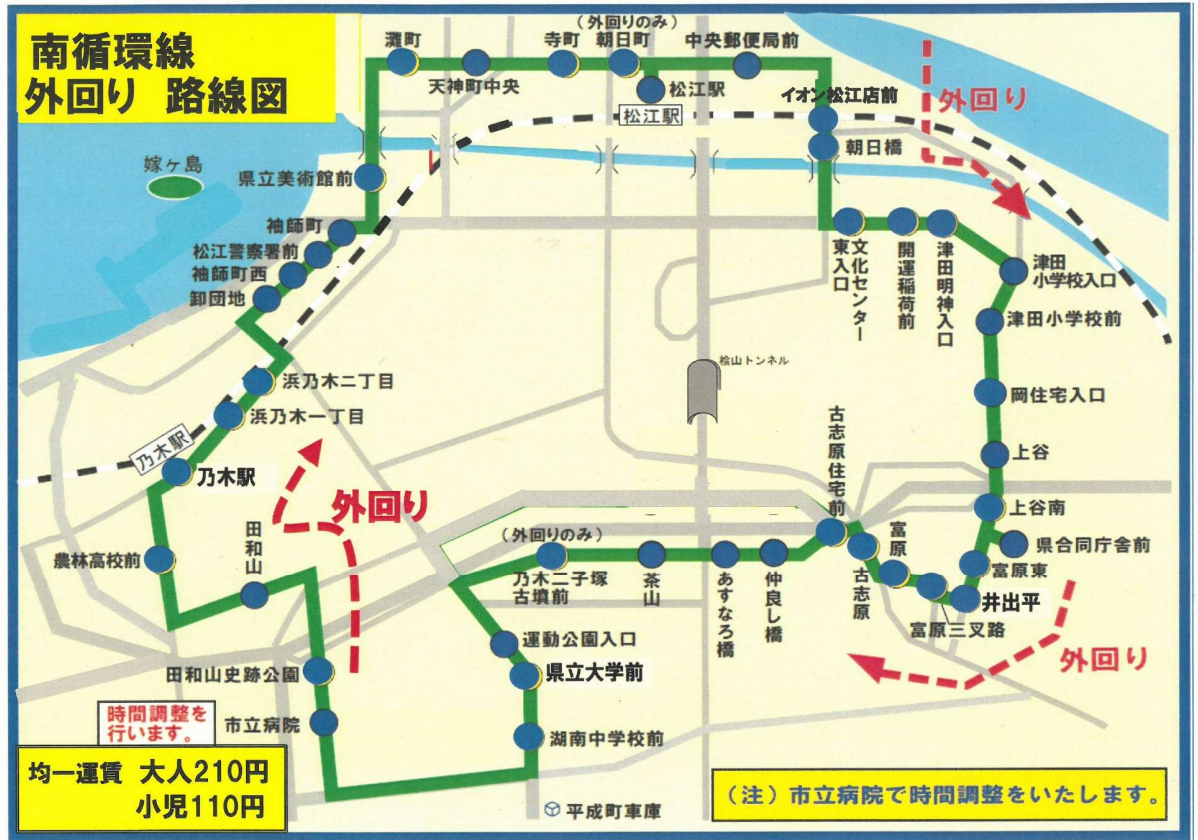 南循環線
外回り 路線図
灘町
天神町中央
寺町
(外回りのみ)
朝日町
松江駅
中央郵便局前
松江駅
イオン松江店前
朝日橋
外回り
嫁ヶ島
県立美術館前
袖師町
松江警察署前
袖師町西
卸団地
文化センター
東入口
開運稲荷前
津田明神入口
津田
小学校入口
津田小学校前
岡住宅入口
上谷
上谷南
県合同庁舎前
富原東
井出平
富原三叉路
富原
古志原
古志原住宅前
桧山トンネル
浜乃木二丁目
浜乃木一丁目
乃木駅
乃木駅
農林高校前
田和山
外回り
(外回りのみ)
乃木二子塚
古墳前
茶山
あすなろ橋
仲良し橋
外回り
運動公園入口
県立大学前
湖南中学校前
田和山史跡公園
市立病院
時間調整を
行います。
均一運賃 大人210円
小児110円
平成町車庫
(注)市立病院で時間調整をいたします。